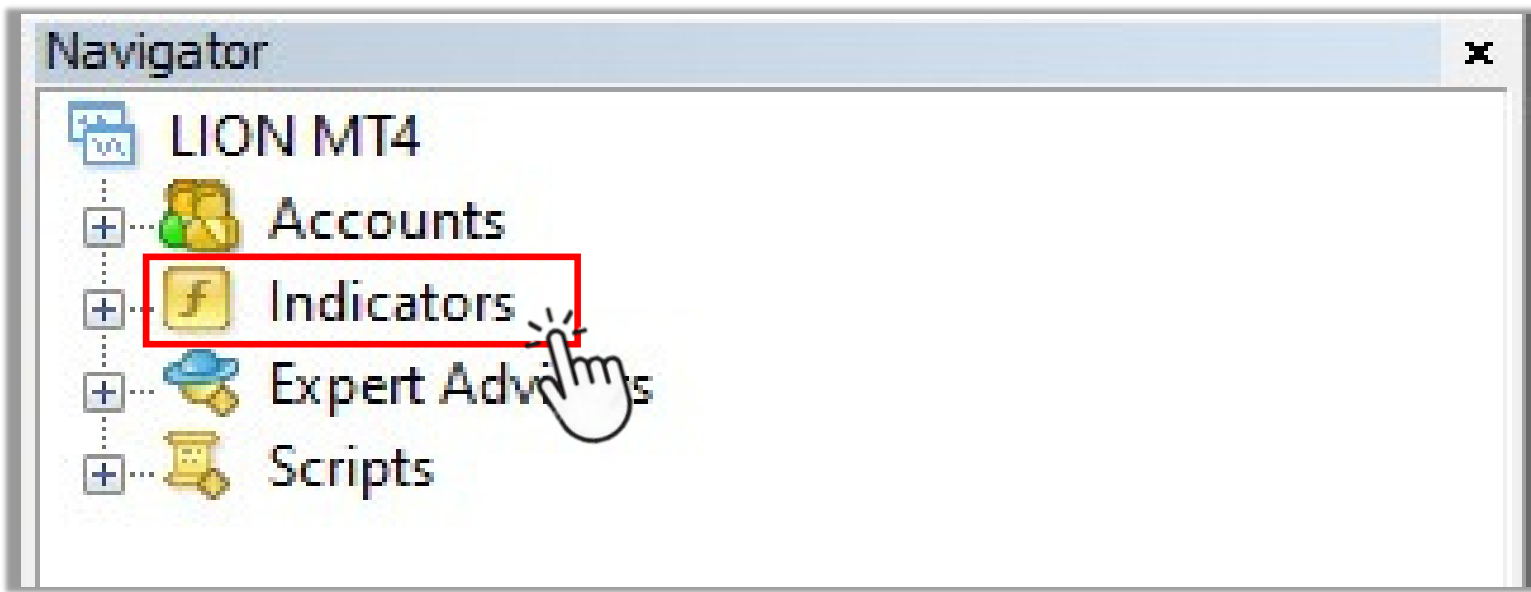 Navigator
LION MT4
Accounts
Indicators
Expert
Scripts